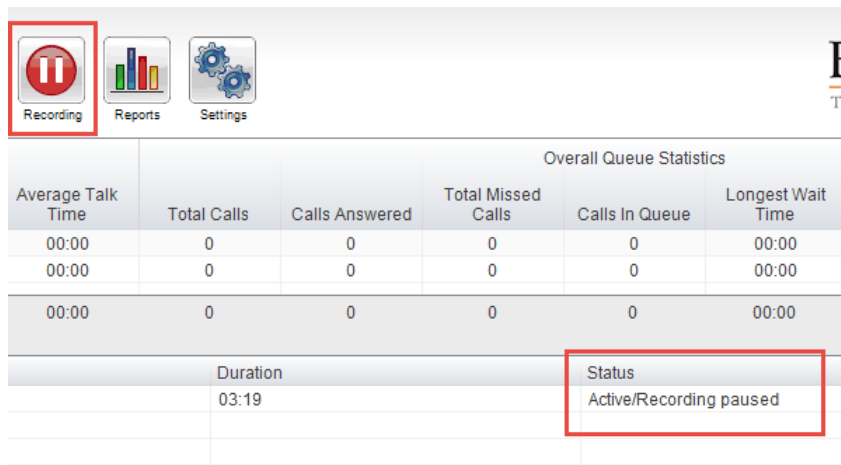 Recording Reports Settings
Overall Queue Statistics
Average Talk Time Total Calls Calls Answered Total Missed Calls Calls In Queue Longest Wait Time
00:00 0 0 0 0 00:00
00:00 0 0 0 0 00:00
00:00 0 0 0 0 00:00
Duration Status
03:19 Active/Recording paused